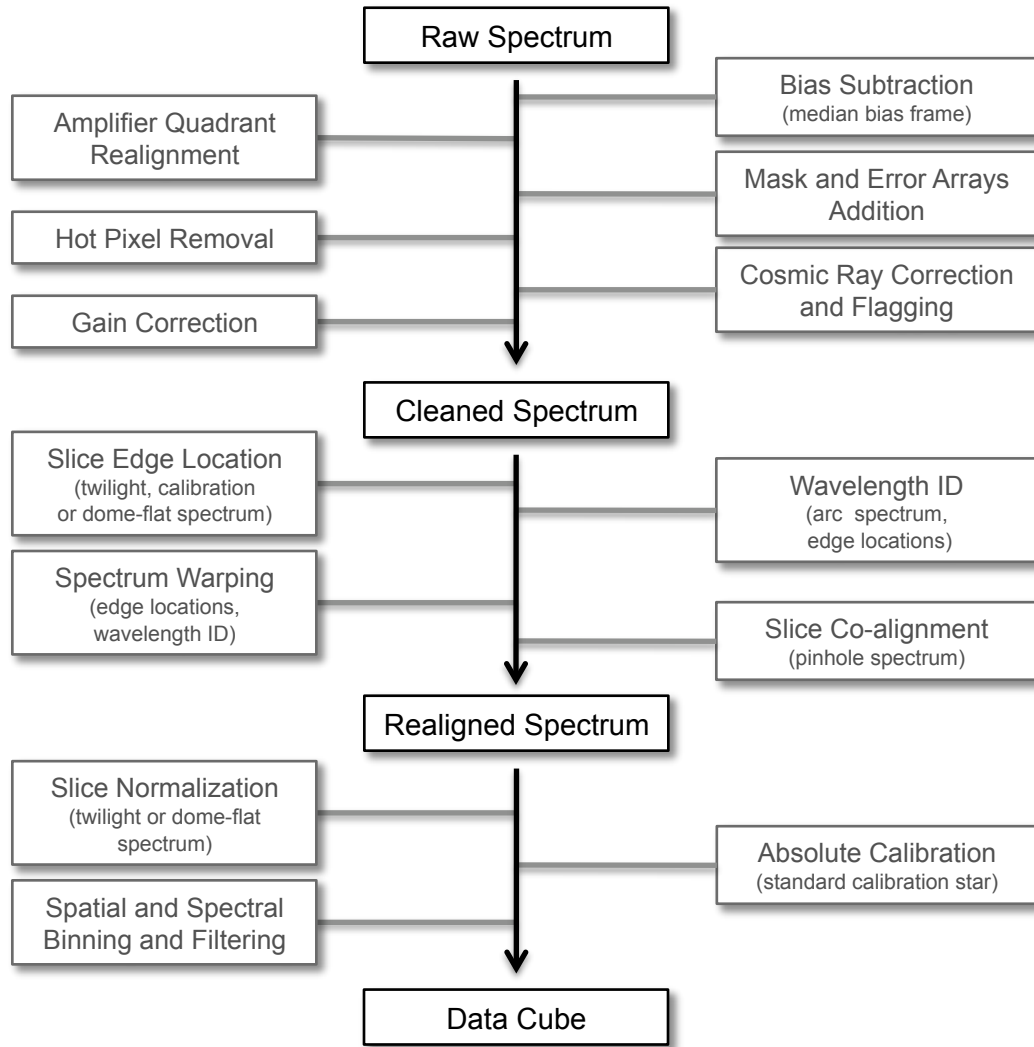 Raw Spectrum
Bias Subtraction
(median bias frame)
Amplifier Quadrant
Realignment
Mask and Error Arrays
Addition
Hot Pixel Removal
Cosmic Ray Correction
and Flagging
Gain Correction
Cleaned Spectrum
Slice Edge Location
(twilight, calibration
or dome-flat spectrum)
Wavelength ID
(arc spectrum,
edge locations)
Spectrum Warping
(edge locations,
wavelength ID)
Slice Co-alignment
(pinhole spectrum)
Realigned Spectrum
Slice Normalization
(twilight or dome-flat
spectrum)
Absolute Calibration
(standard calibration star)
Spatial and Spectral
Binning and Filtering
Data Cube